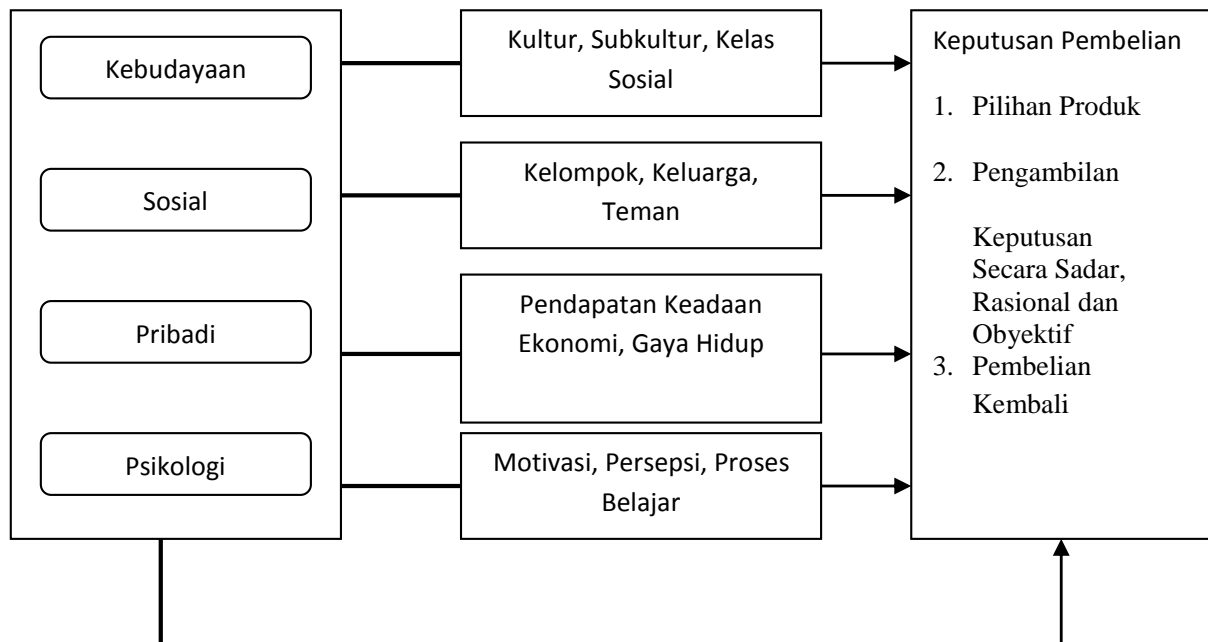 Kebudayaan
Sosial
Pribadi
Psikologi
Kultur, Subkultur, Kelas
Sosial
Kelompok, Keluarga,
Teman
Pendapatan Keadaan
Ekonomi, Gaya Hidup
Motivasi, Persepsi, Proses
Belajar
Keputusan Pembelian
1. Pilihan Produk
2. Pengambilan
Keputusan
Secara Sadar,
Rasional dan
Obyektif
3. Pembelian
Kembali